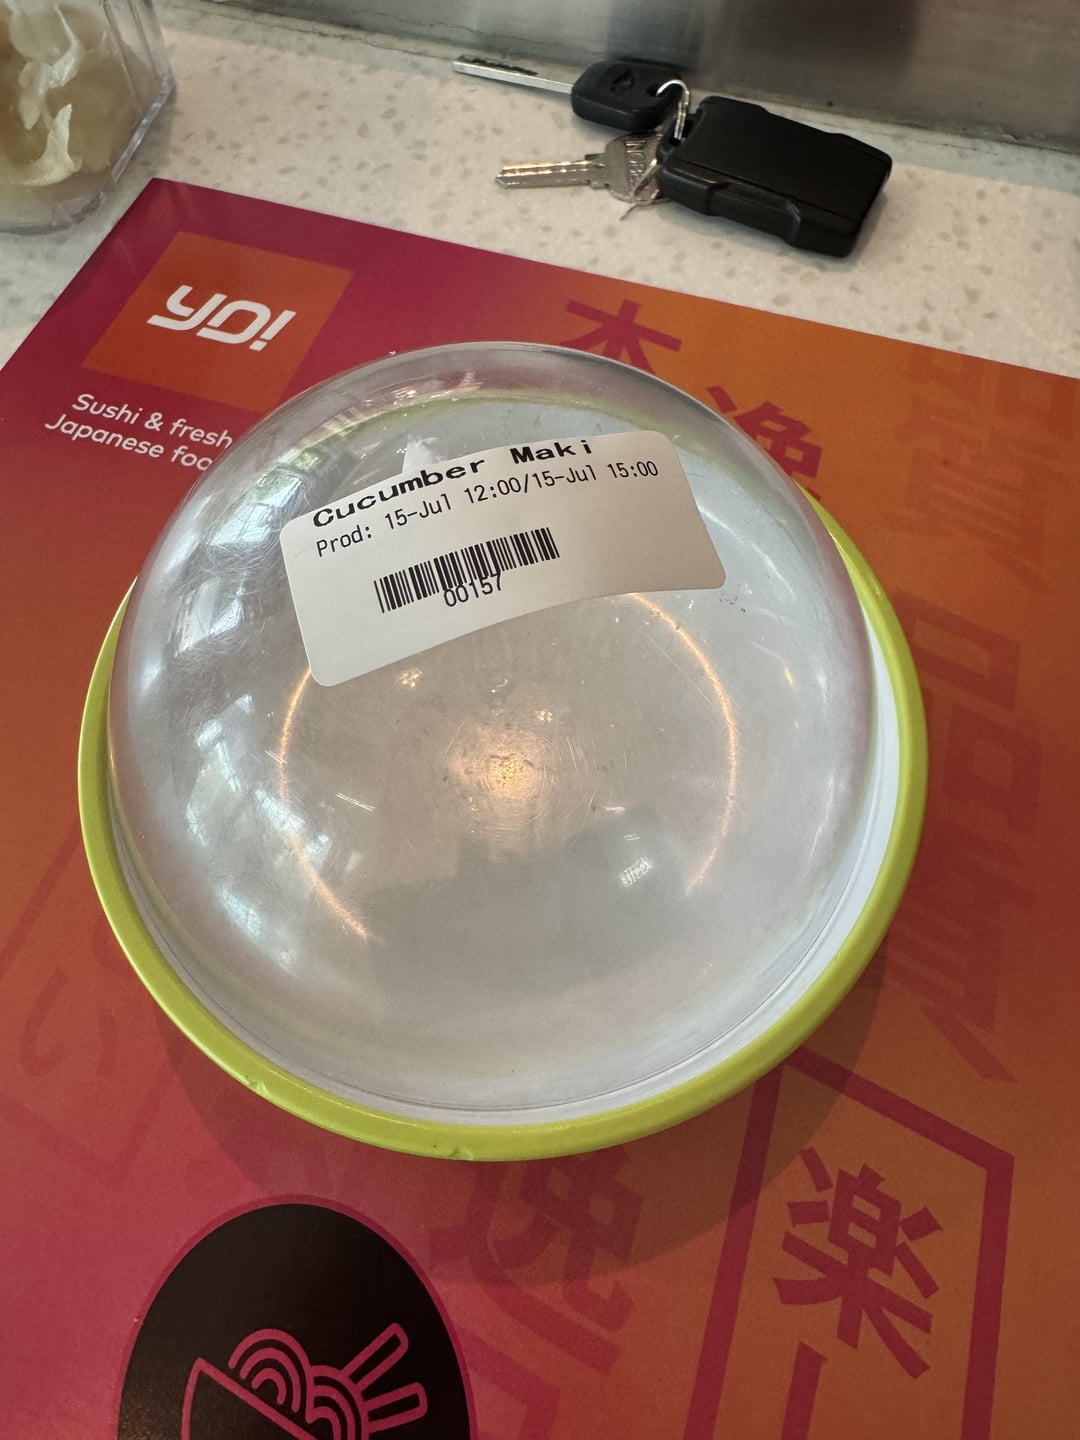 YO!
Sushi & fresh
Japanese foo
Cucumber Maki
Prod: 15-Jul 12:00/15-Jul 15:00
00157
楽